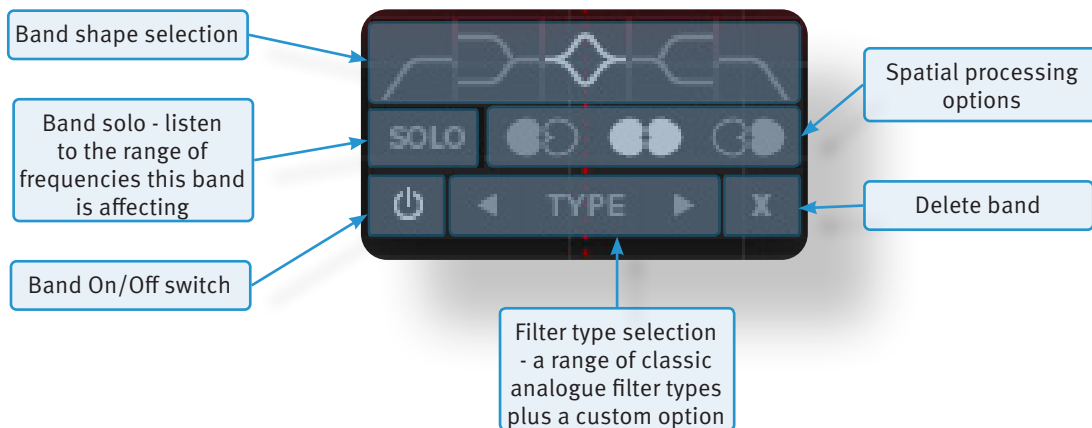 Band shape selection
Band solo - listen
to the range of
frequencies this band
is affecting
Band On/Off switch
SOLO
TYPE
X
Spatial processing
options
Delete band
Filter type selection
- a range of classic
analogue filter types
plus a custom option